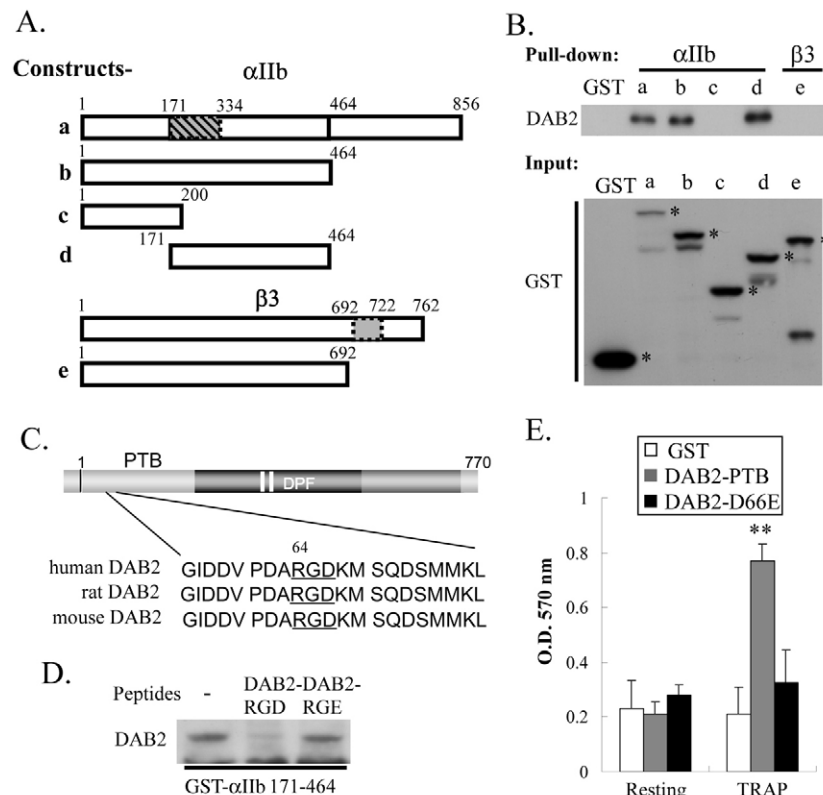 A.
Constructs- αIIb
1 171 334 464 856
a
1 464
b
1 200
c
171 464
d
β3
1 692 722 762
1 692
e
B.
Pull-down: αIIb β3
GST a b c d e
DAB2
Input:
GST a b c d e
GST
*
*
*
*
*
*
C.
1 PTB 770
DPF
64
human DAB2 GIDDV PDARGDKM SQDSMMKL
rat DAB2 GIDDV PDARGDKM SQDSMMKL
mouse DAB2 GIDDV PDARGDKM SQDSMMKL
D.
Peptides - DAB2-RGD DAB2-RGE
DAB2
GST-αIIb 171-464
E.
GST
DAB2-PTB
DAB2-D66E
O.D. 570 nm
1
0.8
0.6
0.4
0.2
0
**
Resting TRAP